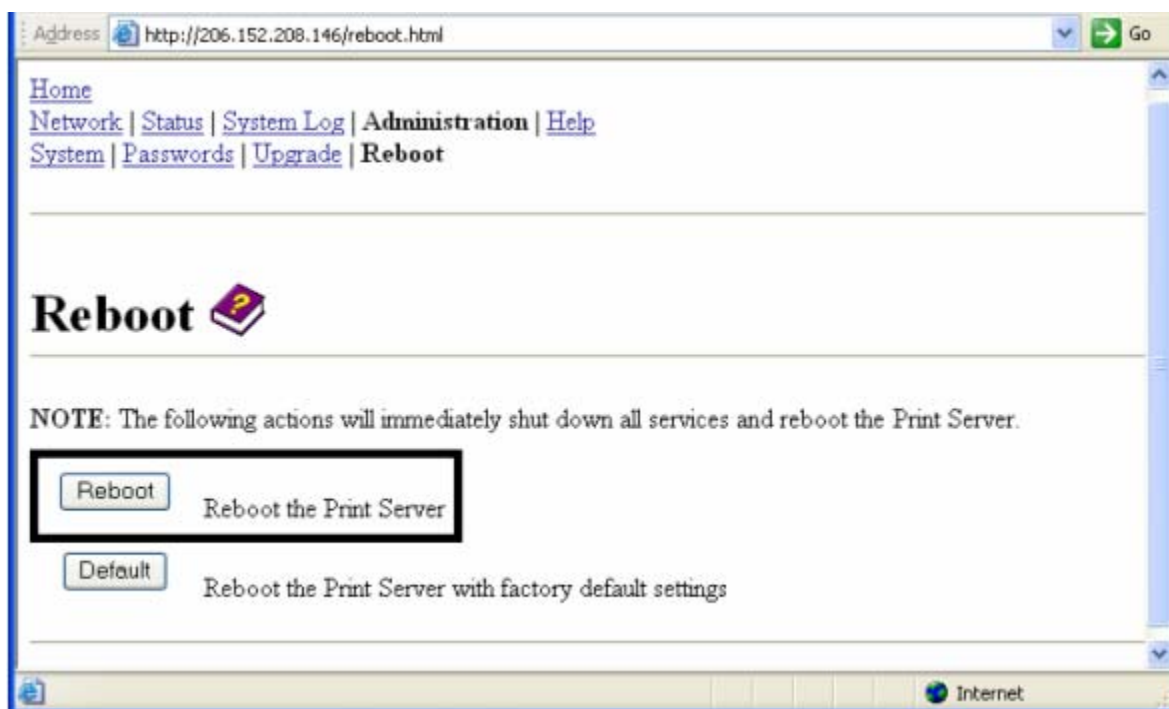 Address http://206.152.208.146/reboot.html Go
Home
Network | Status | System Log | Administration | Help
System | Passwords | Upgrade | Reboot
Reboot ?
NOTE: The following actions will immediately shut down all services and reboot the Print Server.
Reboot Reboot the Print Server
Default Reboot the Print Server with factory default settings
Internet